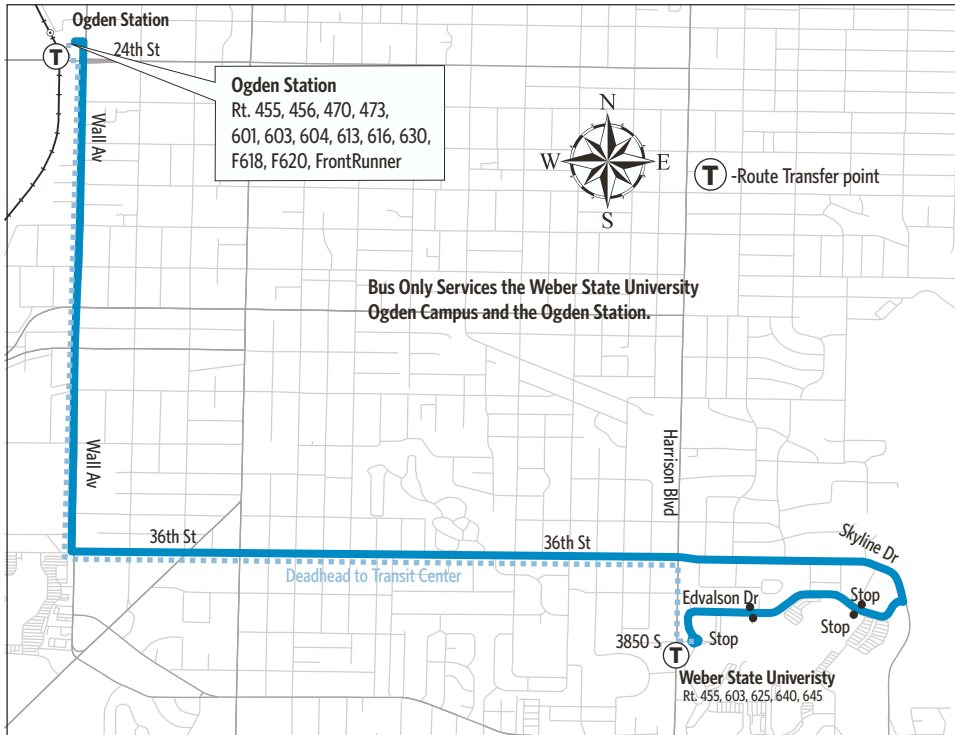 Ogden Station
24th St
T
Ogden Station
Rt. 455, 456, 470, 473,
601, 603, 604, 613, 616, 630,
F618, F620, FrontRunner
Wall Av
N
W E
S
T -Route Transfer point
Bus Only Services the Weber State University
Ogden Campus and the Ogden Station.
Wall Av
Harrison Blvd
36th St
36th St
Skyline Dr
Deadhead to Transit Center
Edvalson Dr
Stop
Stop
3850 S
Stop
T
Weber State Univeristy
Rt. 455, 603, 625, 640, 645